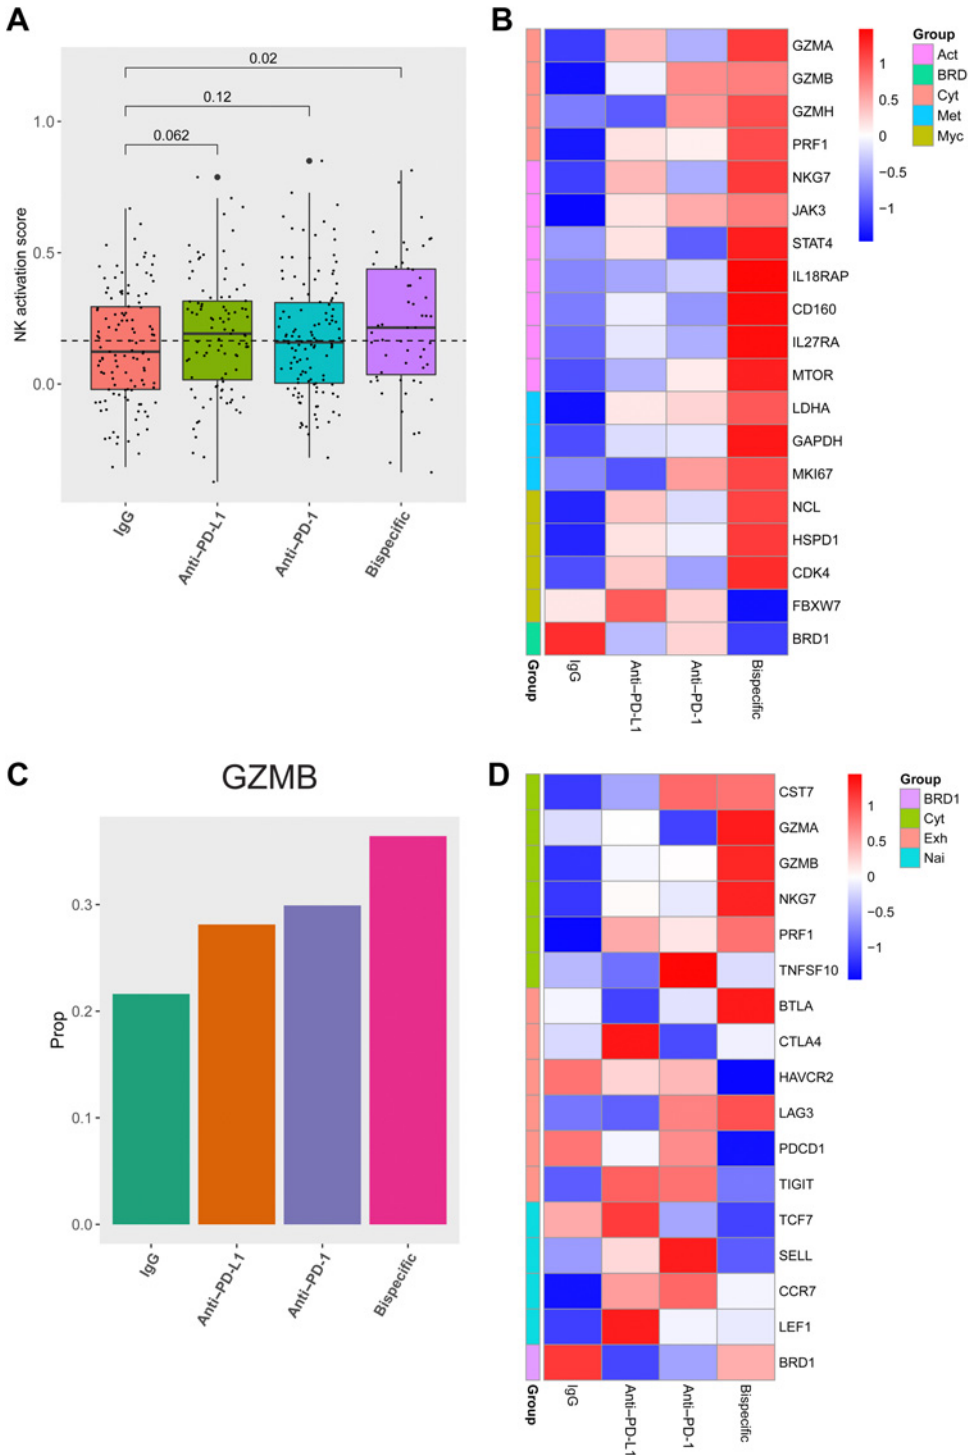 A
NK activation score
1.0
0.5
0.0
0.02
0.12
0.062
IgG
Anti–PD-L1
Anti–PD-1
Bispecific
B
GZMA
GZMB
GZMH
PRF1
NKG7
JAK3
STAT4
IL18RAP
CD160
IL27RA
MTOR
LDHA
GAPDH
MKI67
NCL
HSPD1
CDK4
FBXW7
BRD1
Group
IgG
Anti–PD-L1
Anti–PD-1
Bispecific
1
0.5
0
−0.5
−1
Group
Act
BRD
Cyt
Met
Myc
C
GZMB
Prop
0.3
0.2
0.1
0.0
IgG
Anti–PD-L1
Anti–PD-1
Bispecific
D
CST7
GZMA
GZMB
NKG7
PRF1
TNFSF10
BTLA
CTLA4
HAVCR2
LAG3
PDCD1
TIGIT
TCF7
SELL
CCR7
LEF1
BRD1
Group
IgG
Anti–PD-L1
Anti–PD-1
Bispecific
1
0.5
0
−0.5
−1
Group
BRD1
Cyt
Exh
Nai